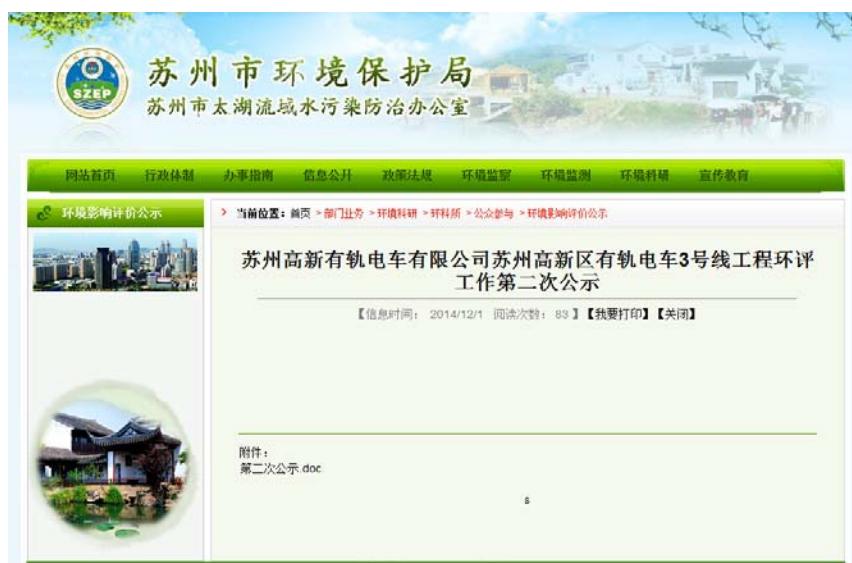 SZEP
苏州市环境保护局
苏州市太湖流域水污染防治办公室
网站首页 行政体制 办事指南 信息公开 政策法规 环境监察 环境监测 环境科研 宣传教育
环境影响评价公示
> 当前位置：首页 > 部门业务 > 环境科研 > 环科所 > 公众参与 > 环境影响评价公示
苏州高新有轨电车有限公司苏州高新区有轨电车3号线工程环评
工作第二次公示
【信息时间： 2014/12/1 阅读次数： 83 】【我要打印】【关闭】
附件：
第二次公示.doc
s